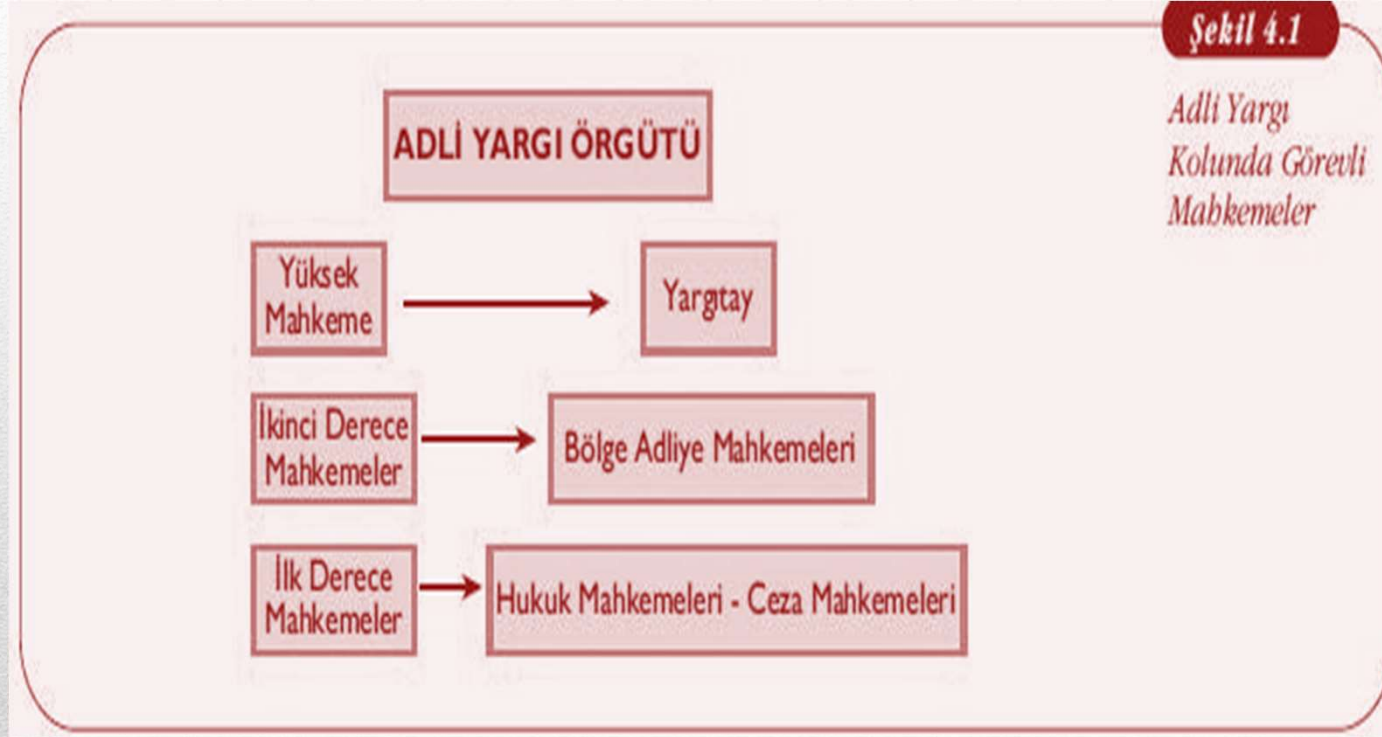 Şekil 4.1
Adli Yargı
Kolunda Görevli
Mahkemeler
ADLİ YARGI ÖRGÜTÜ
Yüksek
Mahkeme
Yargıtay
İkinci Derece
Mahkemeler
Bölge Adliye Mahkemeleri
İlk Derece
Mahkemeler
Hukuk Mahkemeleri - Ceza Mahkemeleri